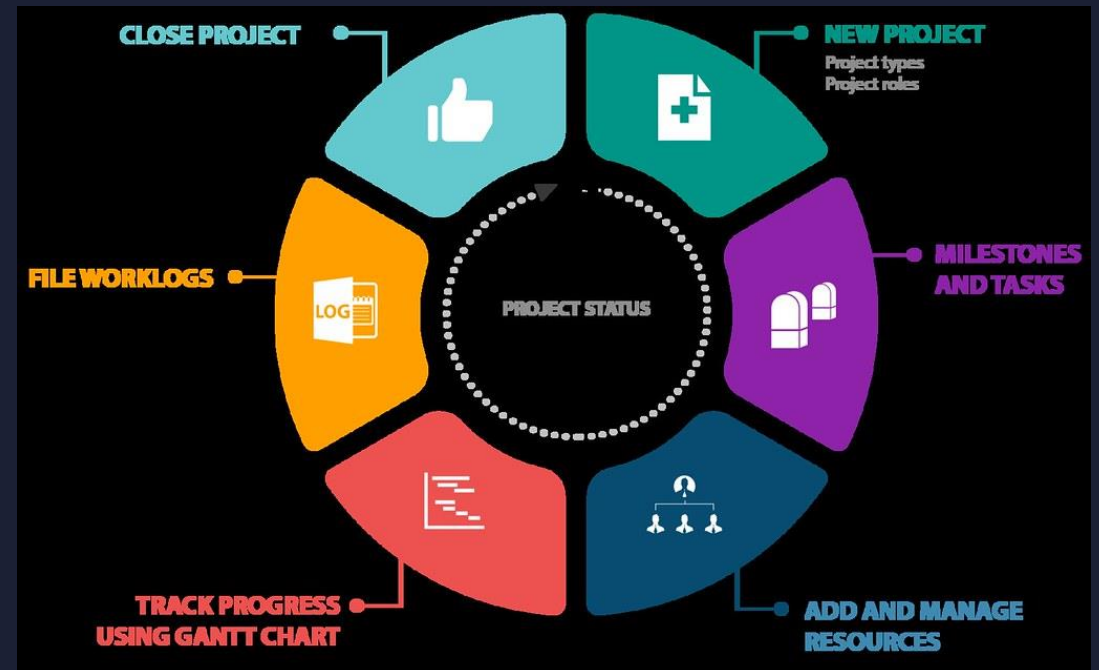 CLOSE PROJECT
NEW PROJECT
Project types
Project roles
MILESTONES
AND TASKS
FILE WORKLOGS
LOG
PROJECT STATUS
TRACK PROGRESS
USING GANTT CHART
ADD AND MANAGE
RESOURCES